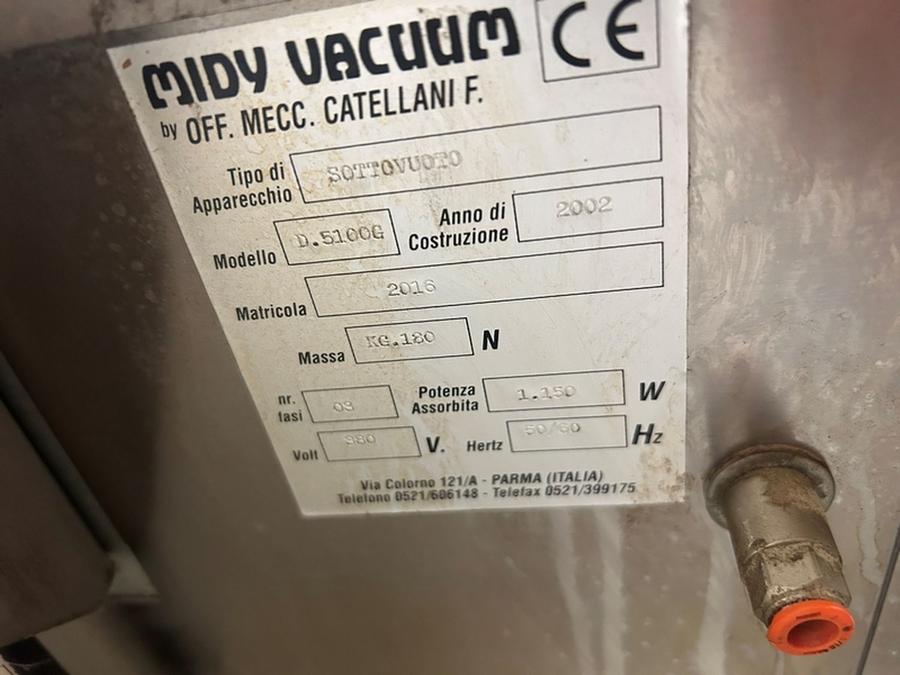 MIDY VACUUM CE
by OFF. MECC. CATELLANI F.
Tipo di Apparecchio SOTTOVUOTO
Modello D.5100G Anno di Costruzione 2002
Matricola 2016
Massa KG.180 N
nr. fasi 03 Potenza Assorbita 1.150 W
Volt 380 V. Hertz 50/60 Hz
Via Colorno 121/A - PARMA (ITALIA)
Telefono 0521/606148 - Telefax 0521/399175